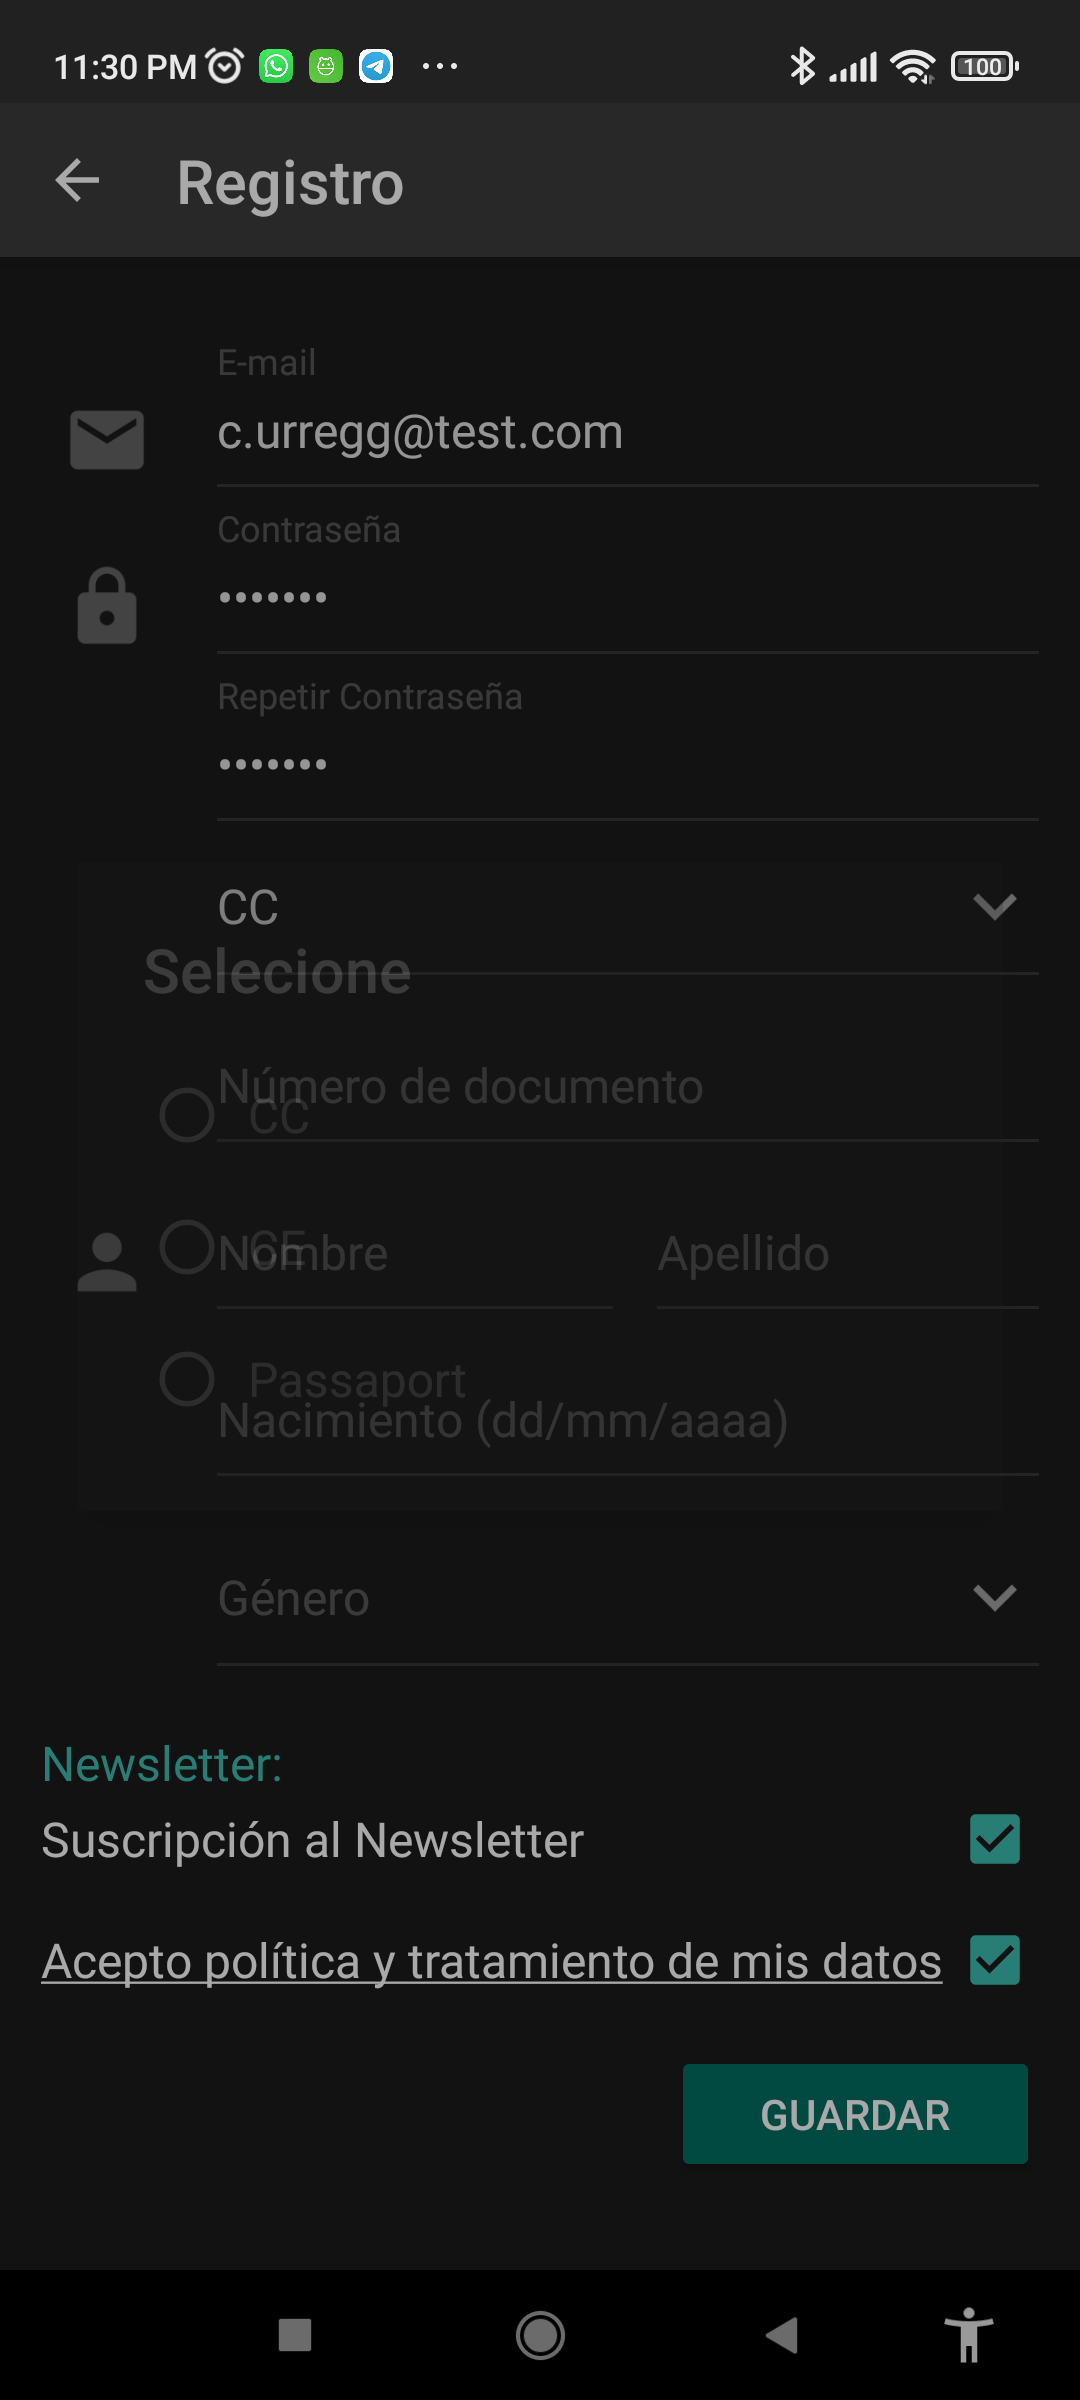 11:30 PM
100
Registro
E-mail
c.urregg@test.com
Contraseña
•••••••
Repetir Contraseña
•••••••
CC
Selecione
Número de documento
CC
CE
Nombre
Apellido
Passaport
Nacimiento (dd/mm/aaaa)
Género
Newsletter:
Suscripción al Newsletter
Acepto política y tratamiento de mis datos
GUARDAR